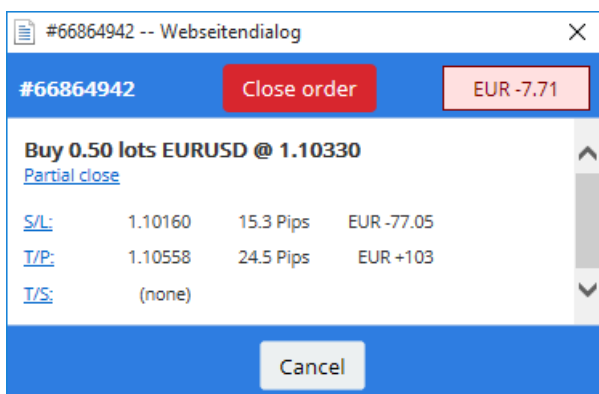 #66864942 -- Webseitendialog
#66864942 Close order EUR -7.71
Buy 0.50 lots EURUSD @ 1.10330
Partial close
S/L: 1.10160 15.3 Pips EUR -77.05
T/P: 1.10558 24.5 Pips EUR +103
T/S: (none)
Cancel